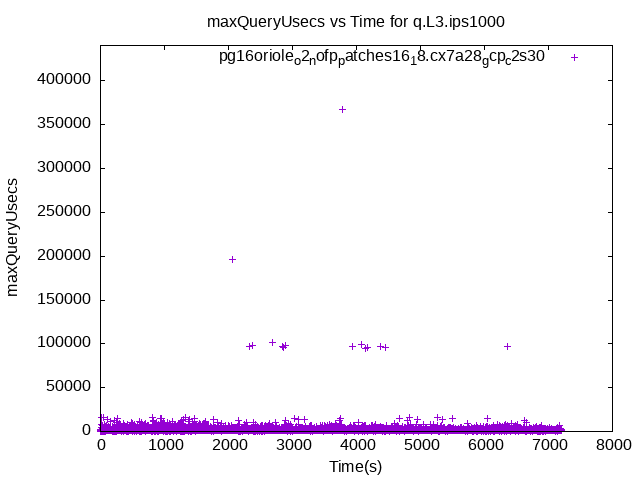 maxQueryUsecs vs Time for q.L3.ips1000
pg16oriole_o2_nofp_patches16_18.cx7a28_gcp_c2s30
400000
350000
300000
250000
200000
150000
100000
50000
0
maxQueryUsecs
0 1000 2000 3000 4000 5000 6000 7000 8000
Time(s)